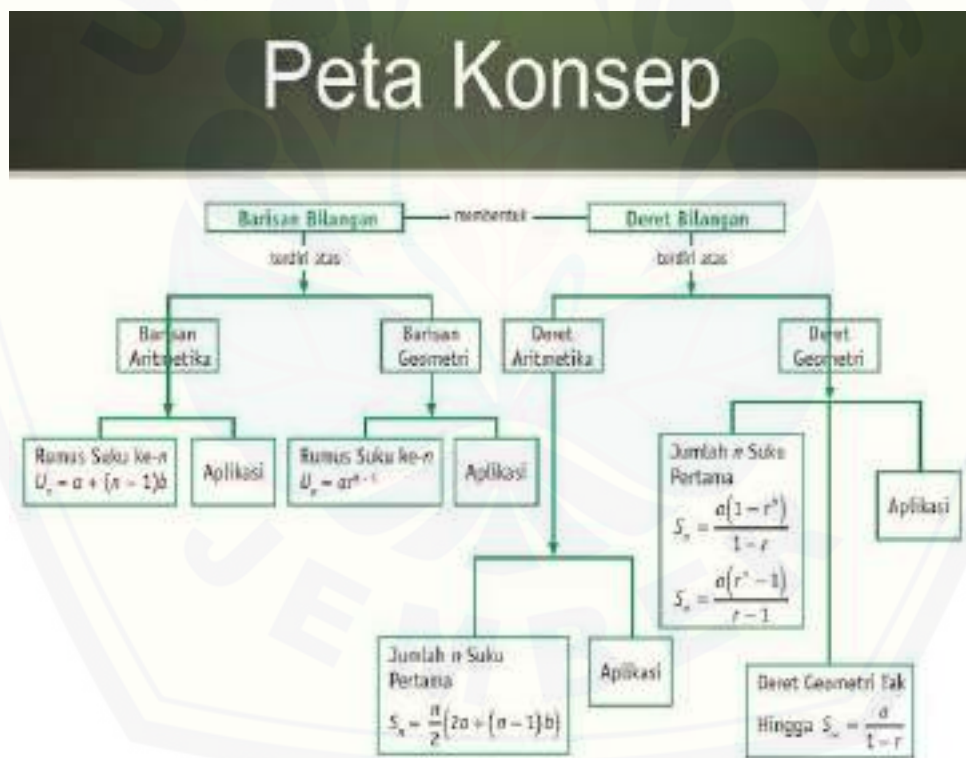 Peta Konsep
Barisan Bilangan
membentuk
Deret Bilangan
terdiri atas
terdiri atas
Barisan
Aritmetika
Barisan
Geometri
Deret
Aritmetika
Deret
Geometri
Rumus Suku ke-n
Uₙ = a + (n − 1)b
Aplikasi
Rumus Suku ke-n
Uₙ = arⁿ⁻¹
Aplikasi
Jumlah n Suku
Pertama
Sₙ = a(1 − rⁿ)/(1 − r)
Sₙ = a(rⁿ − 1)/(r − 1)
Aplikasi
Jumlah n Suku
Pertama
Sₙ = n/2(2a + (n − 1)b)
Aplikasi
Deret Geometri Tak
Hingga S∞ = a/(1 − r)
JEMBER